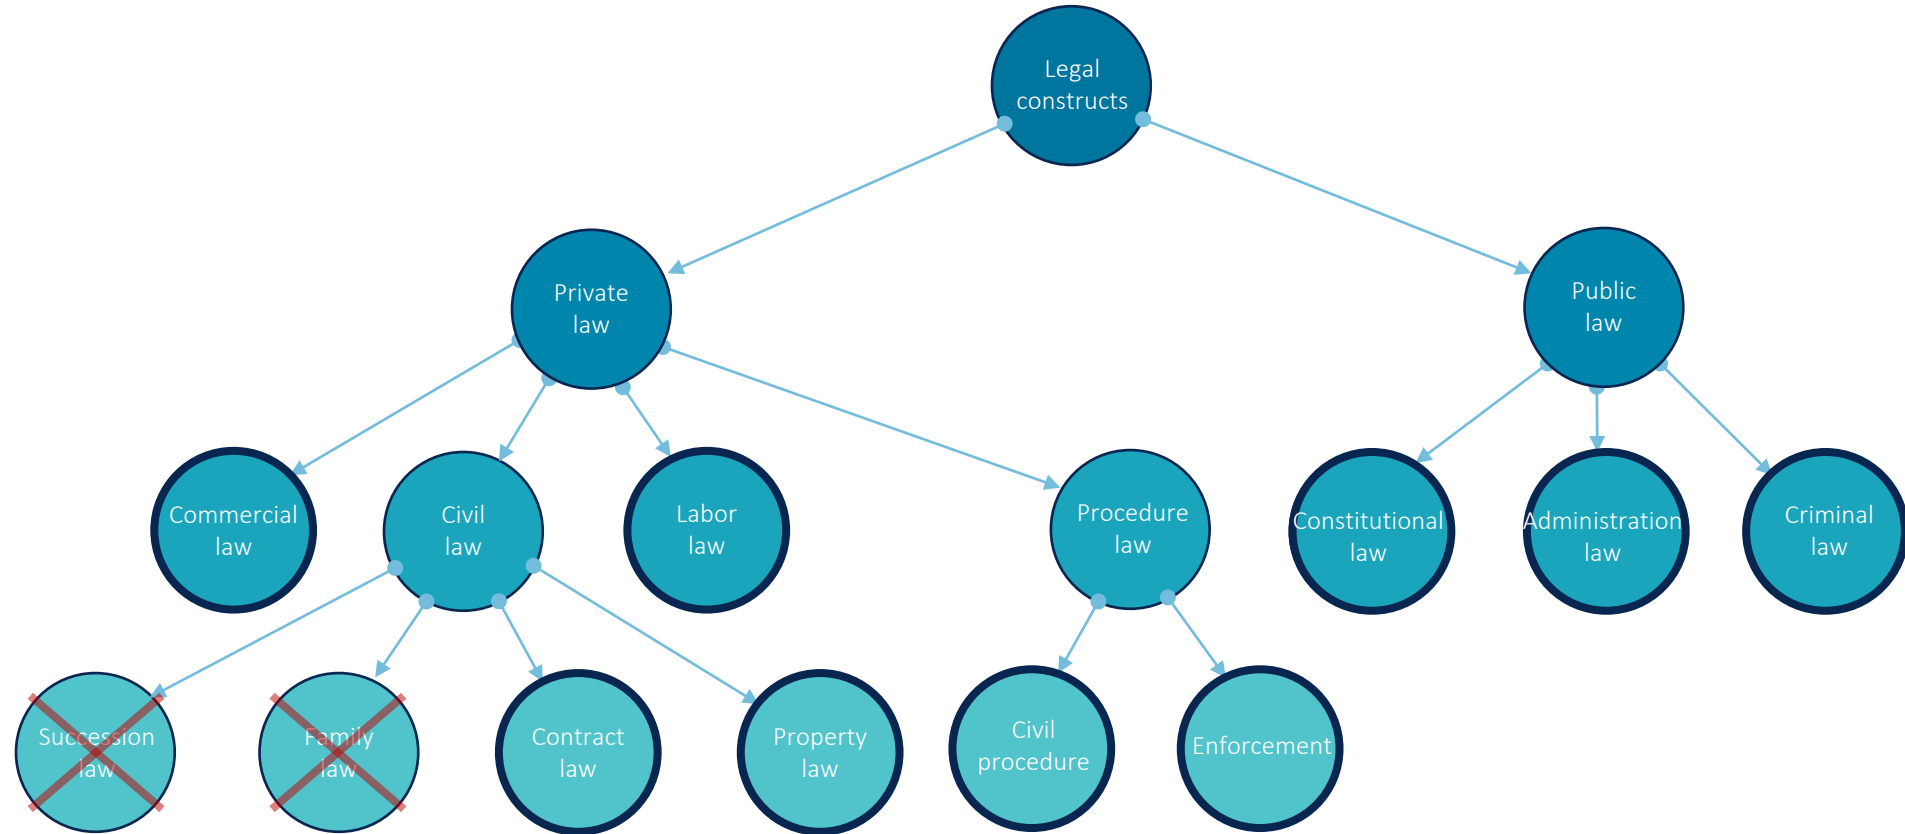 Legal
constructs
Private
law
Public
law
Commercial
law
Civil
law
Labor
law
Procedure
law
Constitutional
law
Administration
law
Criminal
law
Succession
law
Family
law
Contract
law
Property
law
Civil
procedure
Enforcement